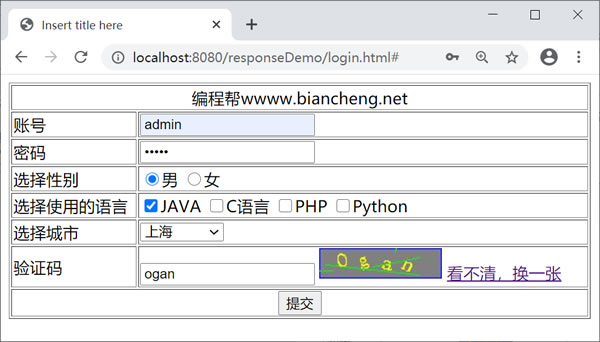 Insert title here
localhost:8080/responseDemo/login.html#
编程帮wwww.biancheng.net
账号 admin
密码 •••••
选择性别 男 女
选择使用的语言 JAVA C语言 PHP Python
选择城市 上海
验证码 ogan Ogan 看不清，换一张
提交